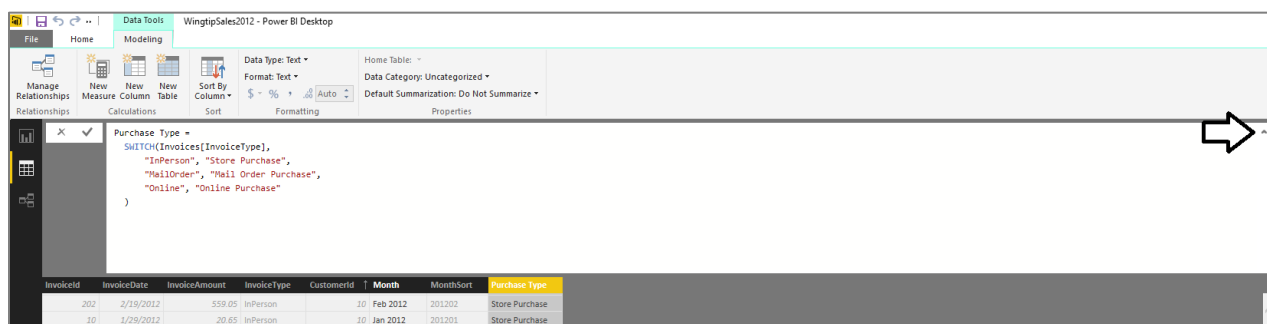 Data Tools WingtipSales2012 - Power BI Desktop
File Home Modeling
Manage Relationships
New Measure
New Column
New Table
Sort By Column
Data Type: Text
Format: Text
$ % , .00 Auto
Home Table:
Data Category: Uncategorized
Default Summarization: Do Not Summarize
Relationships Calculations Sort Formatting Properties
Purchase Type =
SWITCH(Invoices[InvoiceType],
"InPerson", "Store Purchase",
"MailOrder", "Mail Order Purchase",
"Online", "Online Purchase"
)
InvoiceId InvoiceDate InvoiceAmount InvoiceType CustomerId Month MonthSort Purchase Type
202 2/19/2012 559.05 InPerson 10 Feb 2012 201202 Store Purchase
10 1/29/2012 20.65 InPerson 10 Jan 2012 201201 Store Purchase